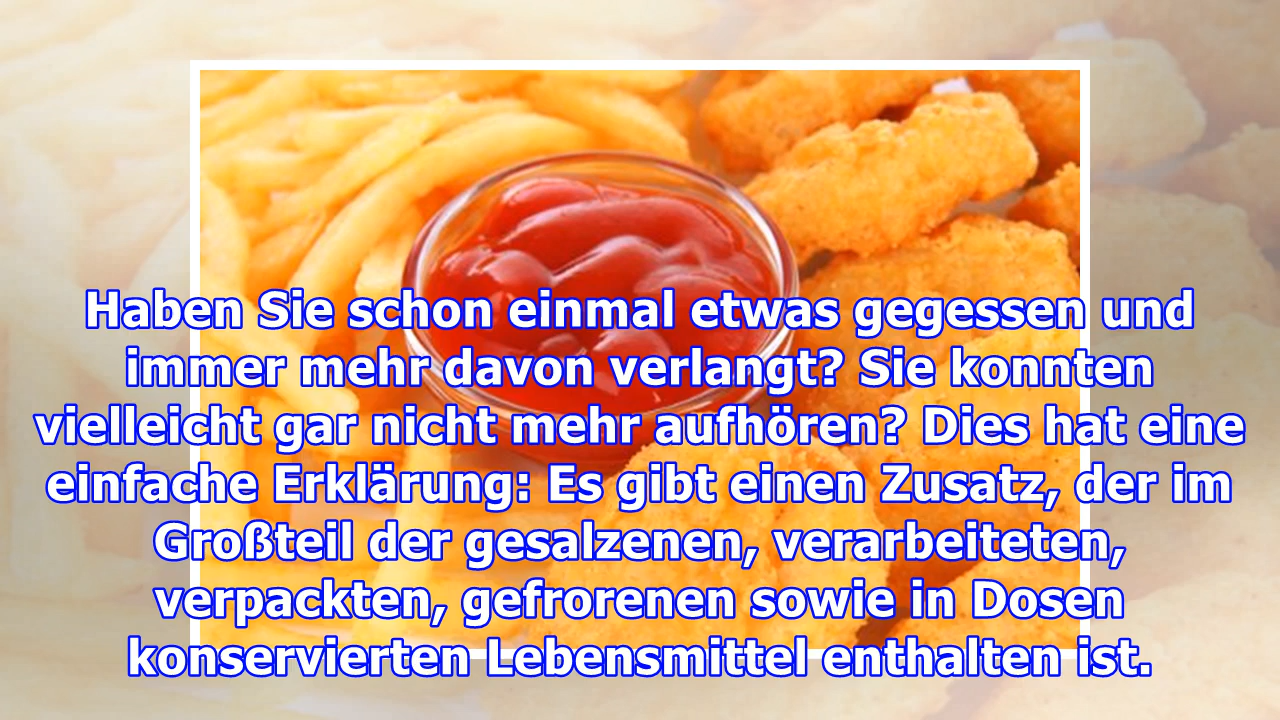 Haben Sie schon einmal etwas gegessen und
immer mehr davon verlangt? Sie konnten
vielleicht gar nicht mehr aufhören? Dies hat eine
einfache Erklärung: Es gibt einen Zusatz, der im
Großteil der gesalzenen, verarbeiteten,
verpackten, gefrorenen sowie in Dosen
konservierten Lebensmittel enthalten ist.